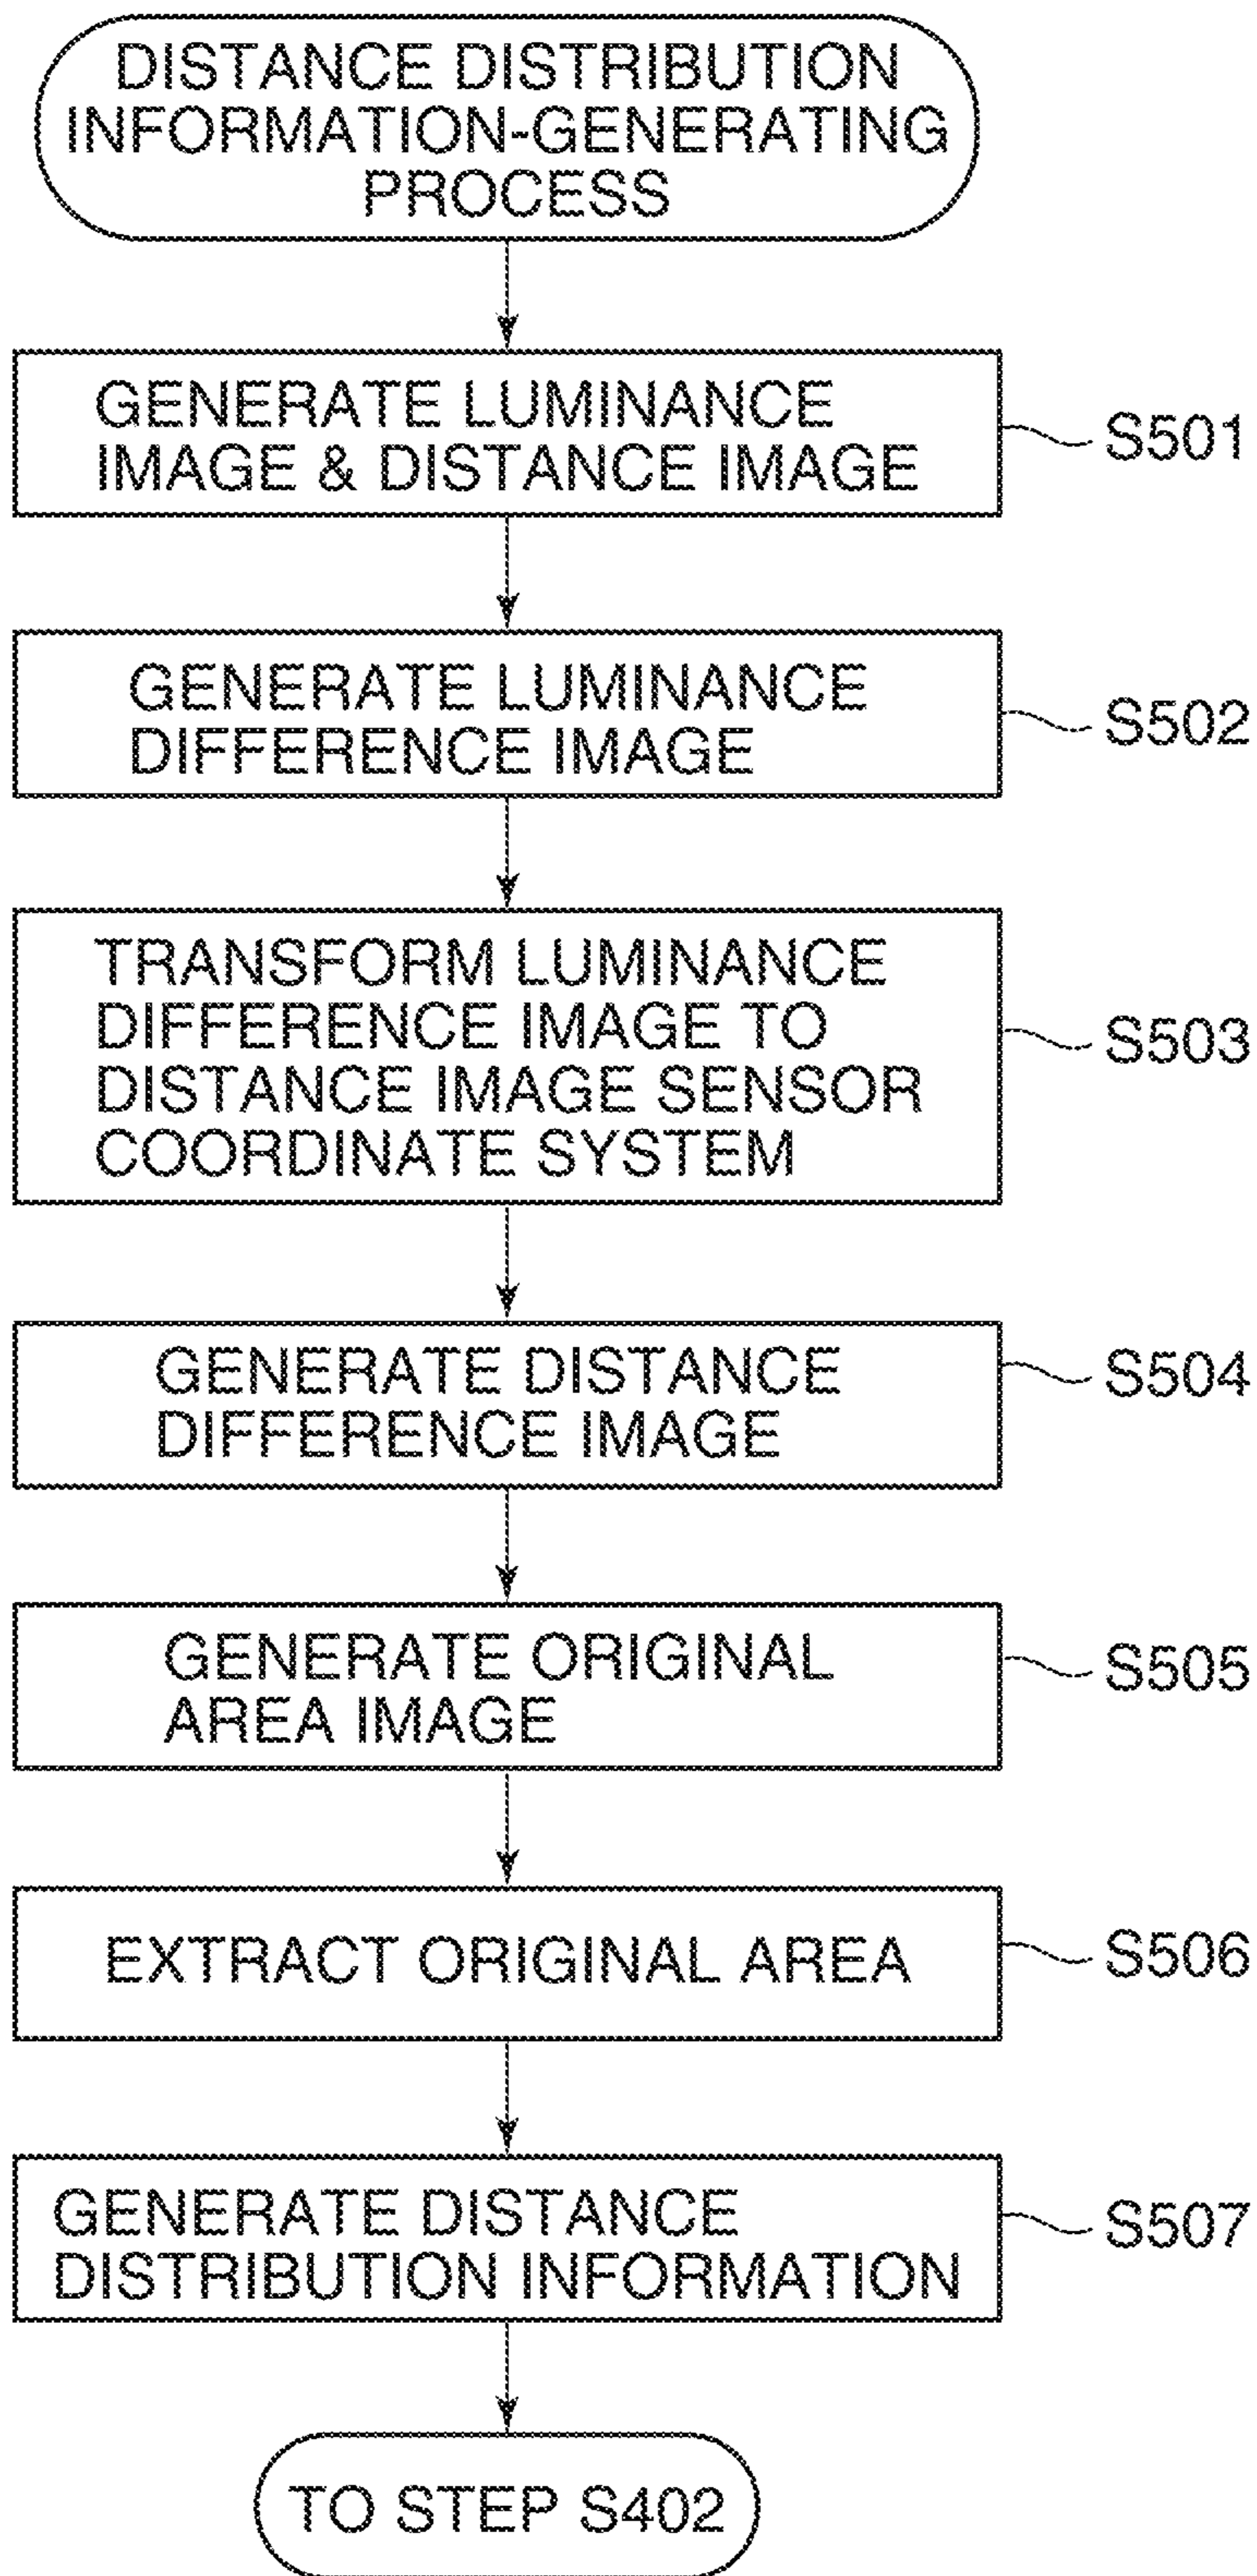 DISTANCE DISTRIBUTION
INFORMATION-GENERATING
PROCESS
GENERATE LUMINANCE
IMAGE & DISTANCE IMAGE
S501
GENERATE LUMINANCE
DIFFERENCE IMAGE
S502
TRANSFORM LUMINANCE
DIFFERENCE IMAGE TO
DISTANCE IMAGE SENSOR
COORDINATE SYSTEM
S503
GENERATE DISTANCE
DIFFERENCE IMAGE
S504
GENERATE ORIGINAL
AREA IMAGE
S505
EXTRACT ORIGINAL AREA
S506
GENERATE DISTANCE
DISTRIBUTION INFORMATION
S507
TO STEP S402